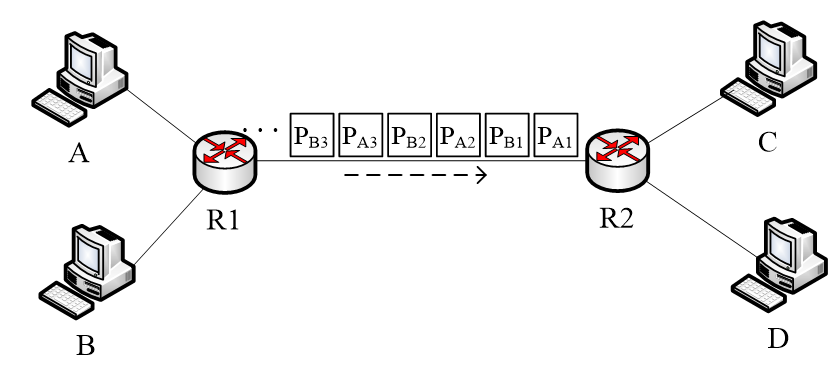 A
B
R1
· · · P_B3 P_A3 P_B2 P_A2 P_B1 P_A1
R2
C
D